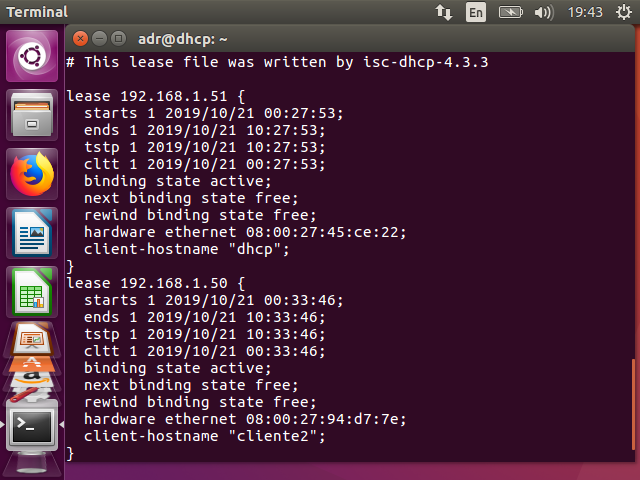 Terminal
En
19:43
adr@dhcp: ~
# This lease file was written by isc-dhcp-4.3.3

lease 192.168.1.51 {
  starts 1 2019/10/21 00:27:53;
  ends 1 2019/10/21 10:27:53;
  tstp 1 2019/10/21 10:27:53;
  cltt 1 2019/10/21 00:27:53;
  binding state active;
  next binding state free;
  rewind binding state free;
  hardware ethernet 08:00:27:45:ce:22;
  client-hostname "dhcp";
}
lease 192.168.1.50 {
  starts 1 2019/10/21 00:33:46;
  ends 1 2019/10/21 10:33:46;
  tstp 1 2019/10/21 10:33:46;
  cltt 1 2019/10/21 00:33:46;
  binding state active;
  next binding state free;
  rewind binding state free;
  hardware ethernet 08:00:27:94:d7:7e;
  client-hostname "cliente2";
}